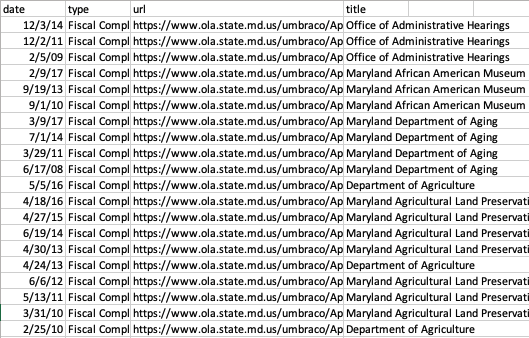 date type url title
12/3/14 Fiscal Compl https://www.ola.state.md.us/umbraco/Ap Office of Administrative Hearings
12/2/11 Fiscal Compl https://www.ola.state.md.us/umbraco/Ap Office of Administrative Hearings
2/5/09 Fiscal Compl https://www.ola.state.md.us/umbraco/Ap Office of Administrative Hearings
2/9/17 Fiscal Compl https://www.ola.state.md.us/umbraco/Ap Maryland African American Museum
9/19/13 Fiscal Compl https://www.ola.state.md.us/umbraco/Ap Maryland African American Museum
9/1/10 Fiscal Compl https://www.ola.state.md.us/umbraco/Ap Maryland African American Museum
3/9/17 Fiscal Compl https://www.ola.state.md.us/umbraco/Ap Maryland Department of Aging
7/1/14 Fiscal Compl https://www.ola.state.md.us/umbraco/Ap Maryland Department of Aging
3/29/11 Fiscal Compl https://www.ola.state.md.us/umbraco/Ap Maryland Department of Aging
6/17/08 Fiscal Compl https://www.ola.state.md.us/umbraco/Ap Maryland Department of Aging
5/5/16 Fiscal Compl https://www.ola.state.md.us/umbraco/Ap Department of Agriculture
4/18/16 Fiscal Compl https://www.ola.state.md.us/umbraco/Ap Maryland Agricultural Land Preservati
4/27/15 Fiscal Compl https://www.ola.state.md.us/umbraco/Ap Maryland Agricultural Land Preservati
6/19/14 Fiscal Compl https://www.ola.state.md.us/umbraco/Ap Maryland Agricultural Land Preservati
4/30/13 Fiscal Compl https://www.ola.state.md.us/umbraco/Ap Maryland Agricultural Land Preservati
4/24/13 Fiscal Compl https://www.ola.state.md.us/umbraco/Ap Department of Agriculture
6/6/12 Fiscal Compl https://www.ola.state.md.us/umbraco/Ap Maryland Agricultural Land Preservati
5/13/11 Fiscal Compl https://www.ola.state.md.us/umbraco/Ap Maryland Agricultural Land Preservati
3/31/10 Fiscal Compl https://www.ola.state.md.us/umbraco/Ap Maryland Agricultural Land Preservati
2/25/10 Fiscal Compl https://www.ola.state.md.us/umbraco/Ap Department of Agriculture